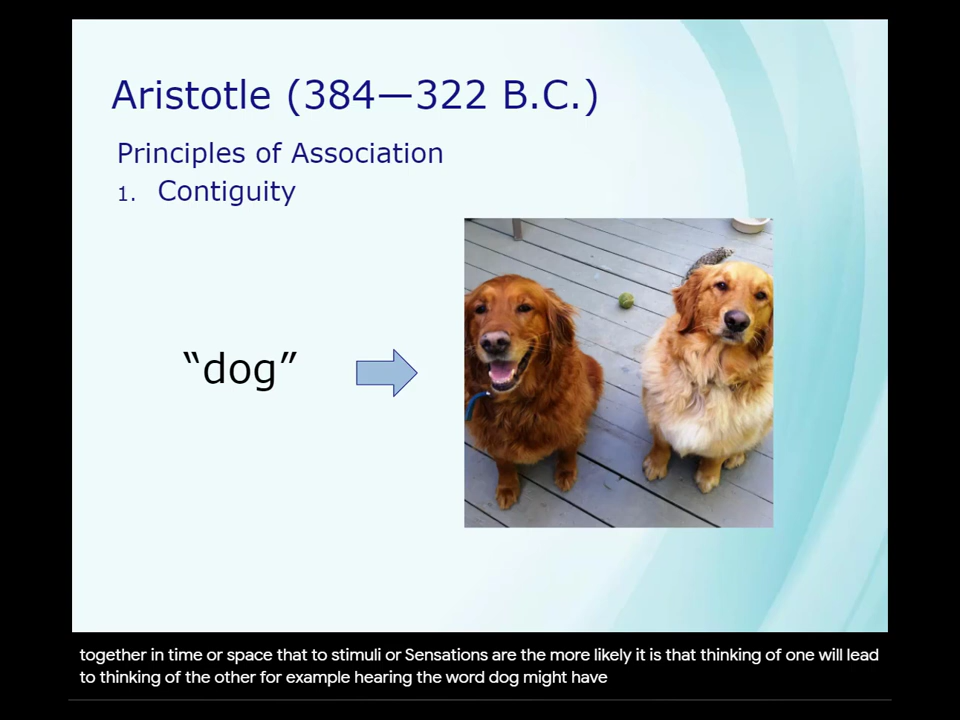 Aristotle (384—322 B.C.)
Principles of Association
1. Contiguity
“dog”
together in time or space that to stimuli or Sensations are the more likely it is that thinking of one will lead
to thinking of the other for example hearing the word dog might have